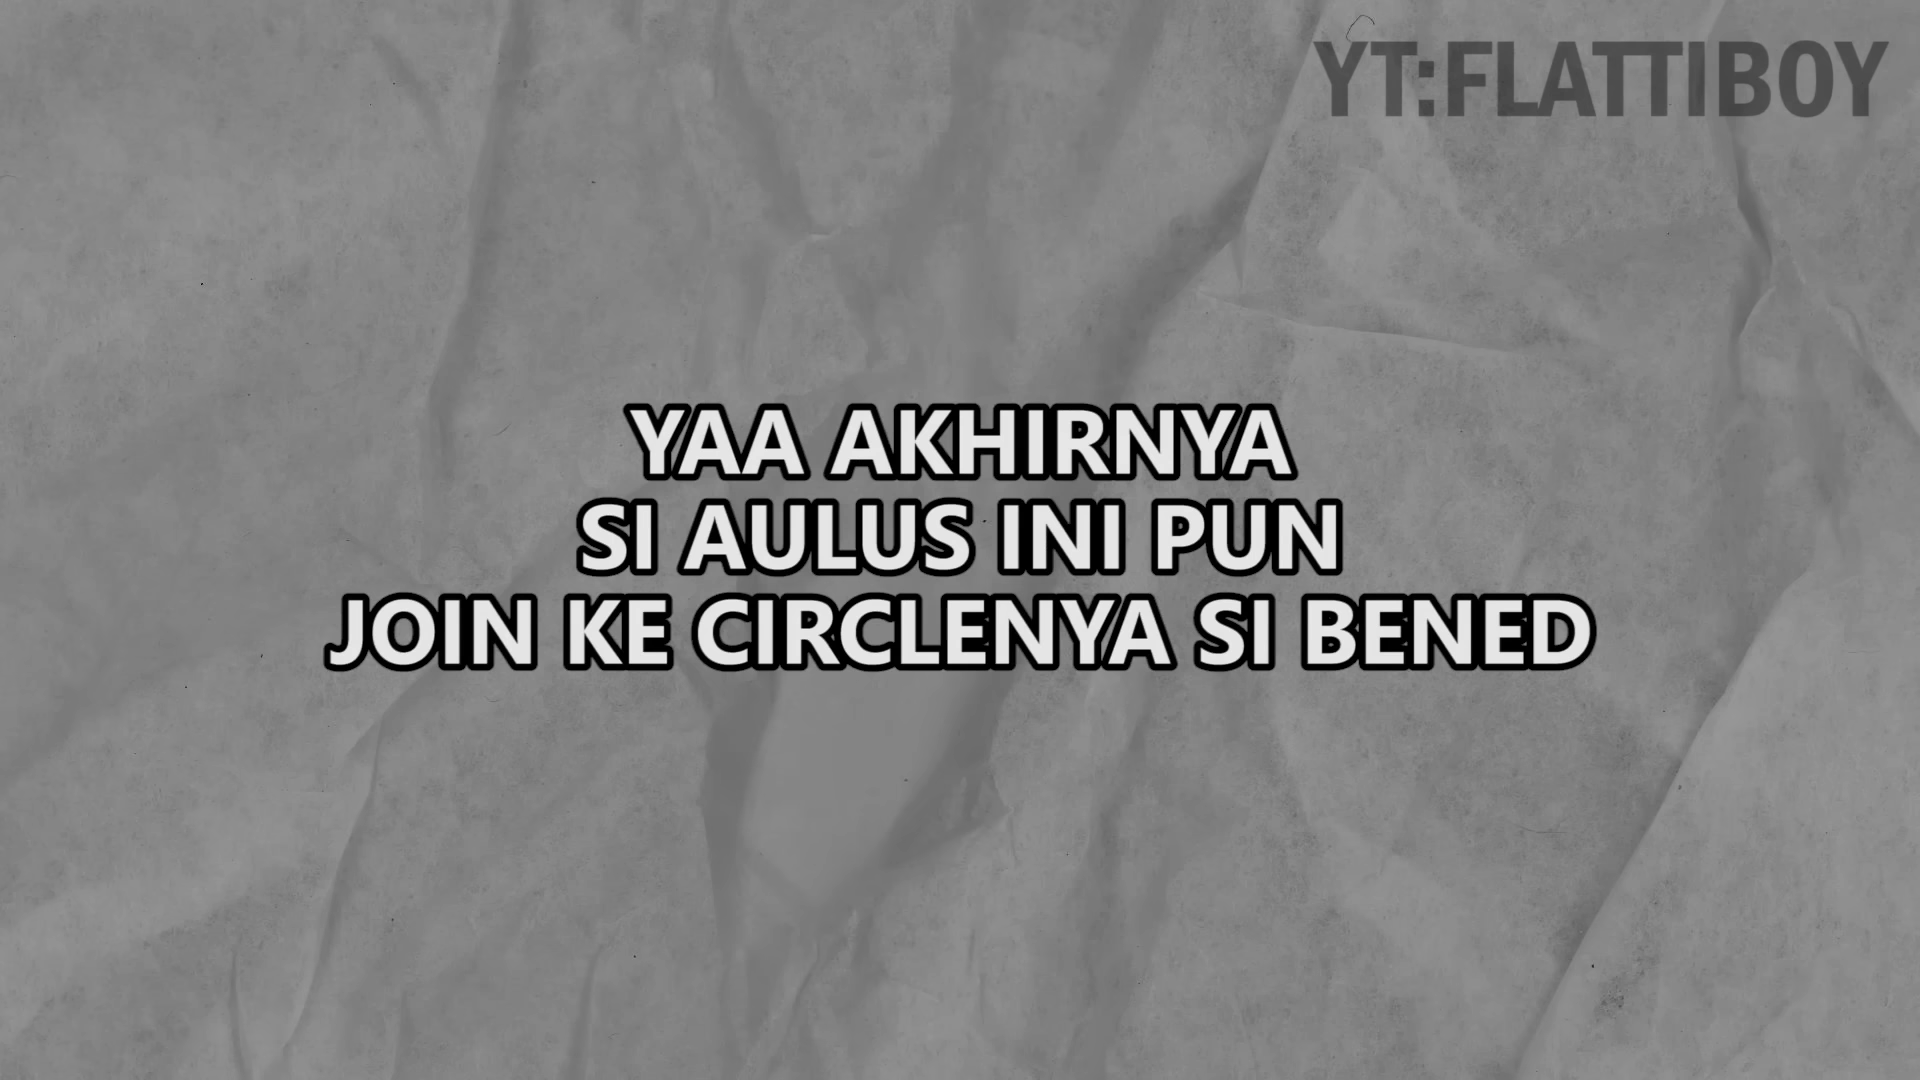 YT:FLATTIBOY
YAA AKHIRNYA
SI AULUS INI PUN
JOIN KE CIRCLENYA SI BENED